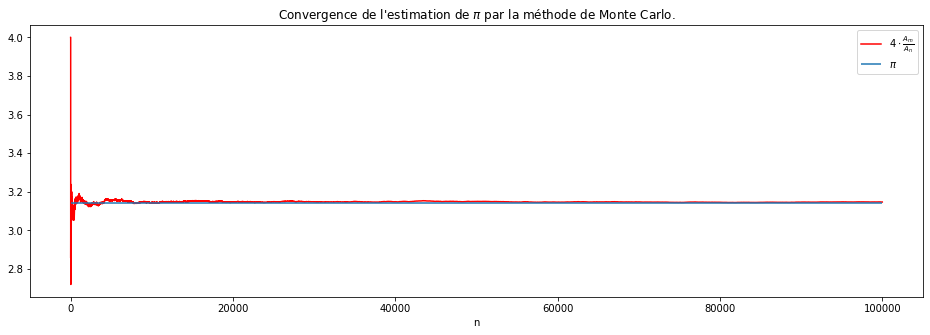 Convergence de l'estimation de π par la méthode de Monte Carlo.
4.0
3.8
3.6
3.4
3.2
3.0
2.8
4 · Aₘ/Aₙ
π
0 20000 40000 60000 80000 100000
n